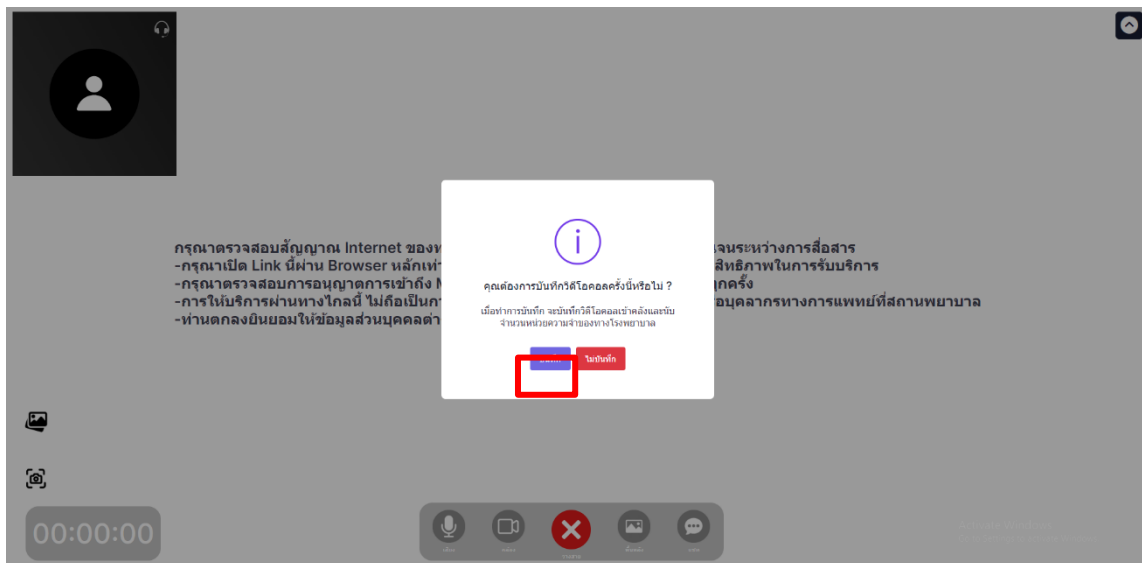 กรุณาตรวจสอบสัญญาณ Internet ของท
เจนระหว่างการสื่อสาร
-กรุณาเปิด Link นี้ผ่าน Browser หลักเท่า
สิทธิภาพในการรับบริการ
-กรุณาตรวจสอบการอนุญาตการเข้าถึง
ทุกครั้ง
-การให้บริการผ่านทางไกลนี้ ไม่ถือเป็นกา
อบุคลากรทางการแพทย์ที่สถานพยาบาล
-ท่านตกลงยินยอมให้ข้อมูลส่วนบุคคลต่า
คุณต้องการบันทึกวิดีโอคอลครั้งนี้หรือไม่ ?
เมื่อทำการบันทึก จะบันทึกวิดีโอคอลเข้าคลังและนับ
จำนวนหน่วยความจำของทางโรงพยาบาล
ไม่บันทึก
00:00:00
Activate Windows